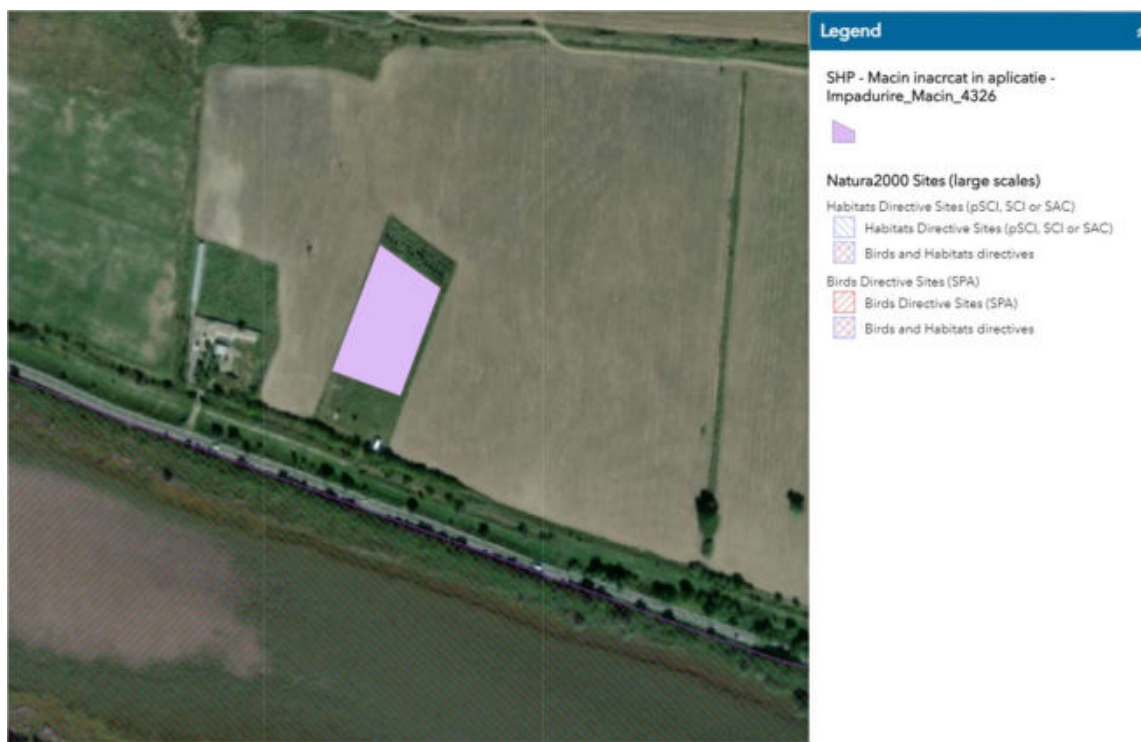 Legend
SHP - Macin inacrcat in aplicatie -
Impadurire_Macin_4326
Natura2000 Sites (large scales)
Habitats Directive Sites (pSCI, SCI or SAC)
Habitats Directive Sites (pSCI, SCI or SAC)
Birds and Habitats directives
Birds Directive Sites (SPA)
Birds Directive Sites (SPA)
Birds and Habitats directives